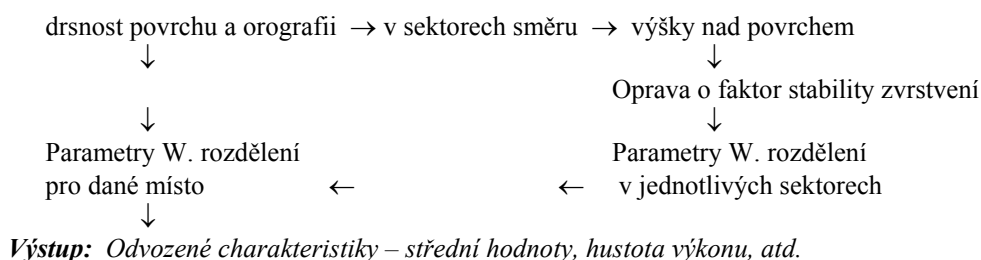 drsnost povrchu a orografii → v sektorech směru → výšky nad povrchem
↓ ↓
Oprava o faktor stability zvrstvení
↓ ↓
Parametry W. rozdělení Parametry W. rozdělení
pro dané místo ← ← v jednotlivých sektorech
↓
Výstup: Odvozené charakteristiky – střední hodnoty, hustota výkonu, atd.